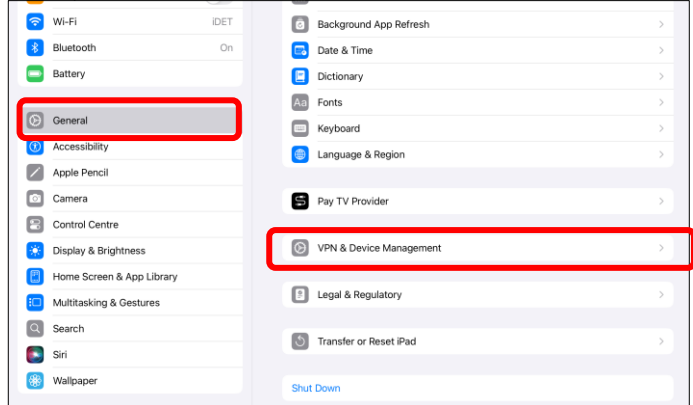 Wi-Fi iDET
Bluetooth On
Battery
General
Accessibility
Apple Pencil
Camera
Control Centre
Display & Brightness
Home Screen & App Library
Multitasking & Gestures
Search
Siri
Wallpaper
Background App Refresh
Date & Time
Dictionary
Aa Fonts
Keyboard
Language & Region
Pay TV Provider
VPN & Device Management
Legal & Regulatory
Transfer or Reset iPad
Shut Down